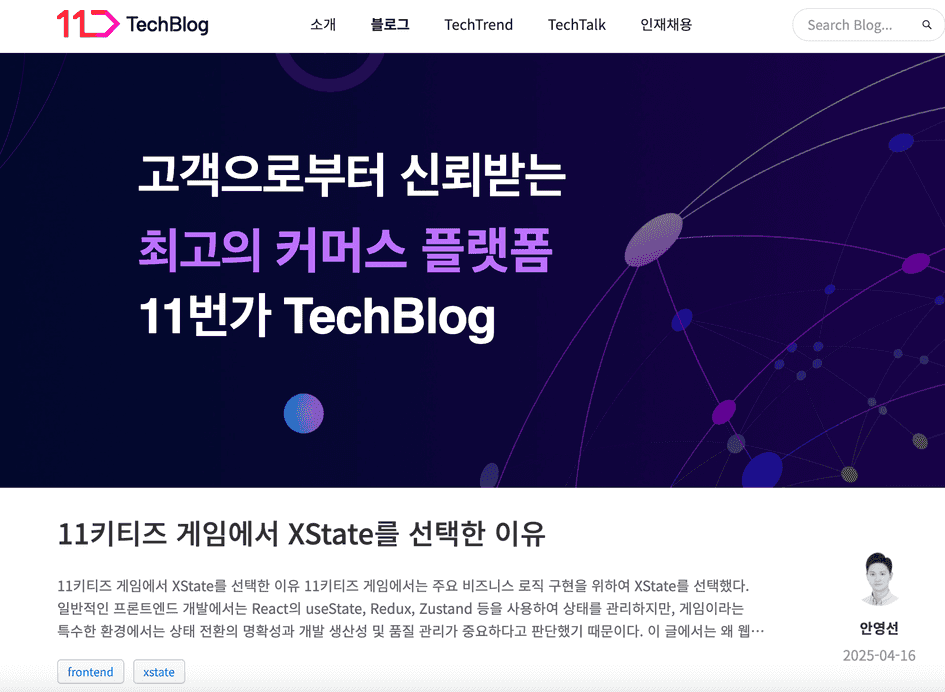 11D TechBlog
소개 블로그 TechTrend TechTalk 인재채용
Search Blog...
고객으로부터 신뢰받는
최고의 커머스 플랫폼
11번가 TechBlog
11키티즈 게임에서 XState를 선택한 이유
11키티즈 게임에서 XState를 선택한 이유 11키티즈 게임에서는 주요 비즈니스 로직 구현을 위하여 XState를 선택했다.
일반적인 프론트엔드 개발에서는 React의 useState, Redux, Zustand 등을 사용하여 상태를 관리하지만, 게임이라는
특수한 환경에서는 상태 전환의 명확성과 개발 생산성 및 품질 관리가 중요하다고 판단했기 때문이다. 이 글에서는 왜 웹…
frontend xstate
안영선
2025-04-16